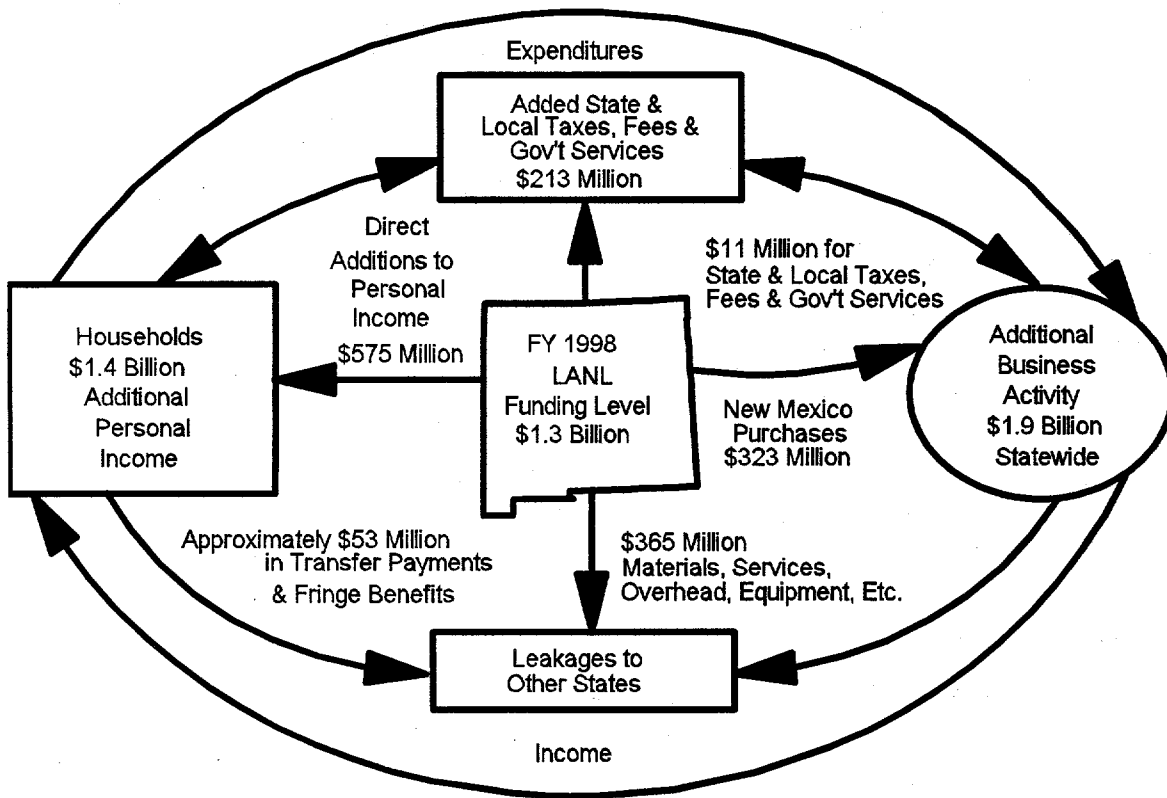 Expenditures
Added State &
Local Taxes, Fees &
Gov't Services
$213 Million
Direct
Additions to
Personal
Income
$575 Million
$11 Million for
State & Local Taxes,
Fees & Gov't Services
Households
$1.4 Billion
Additional
Personal
Income
FY 1998
LANL
Funding Level
$1.3 Billion
New Mexico
Purchases
$323 Million
Additional
Business
Activity
$1.9 Billion
Statewide
Approximately $53 Million
in Transfer Payments
& Fringe Benefits
$365 Million
Materials, Services,
Overhead, Equipment, Etc.
Leakages to
Other States
Income